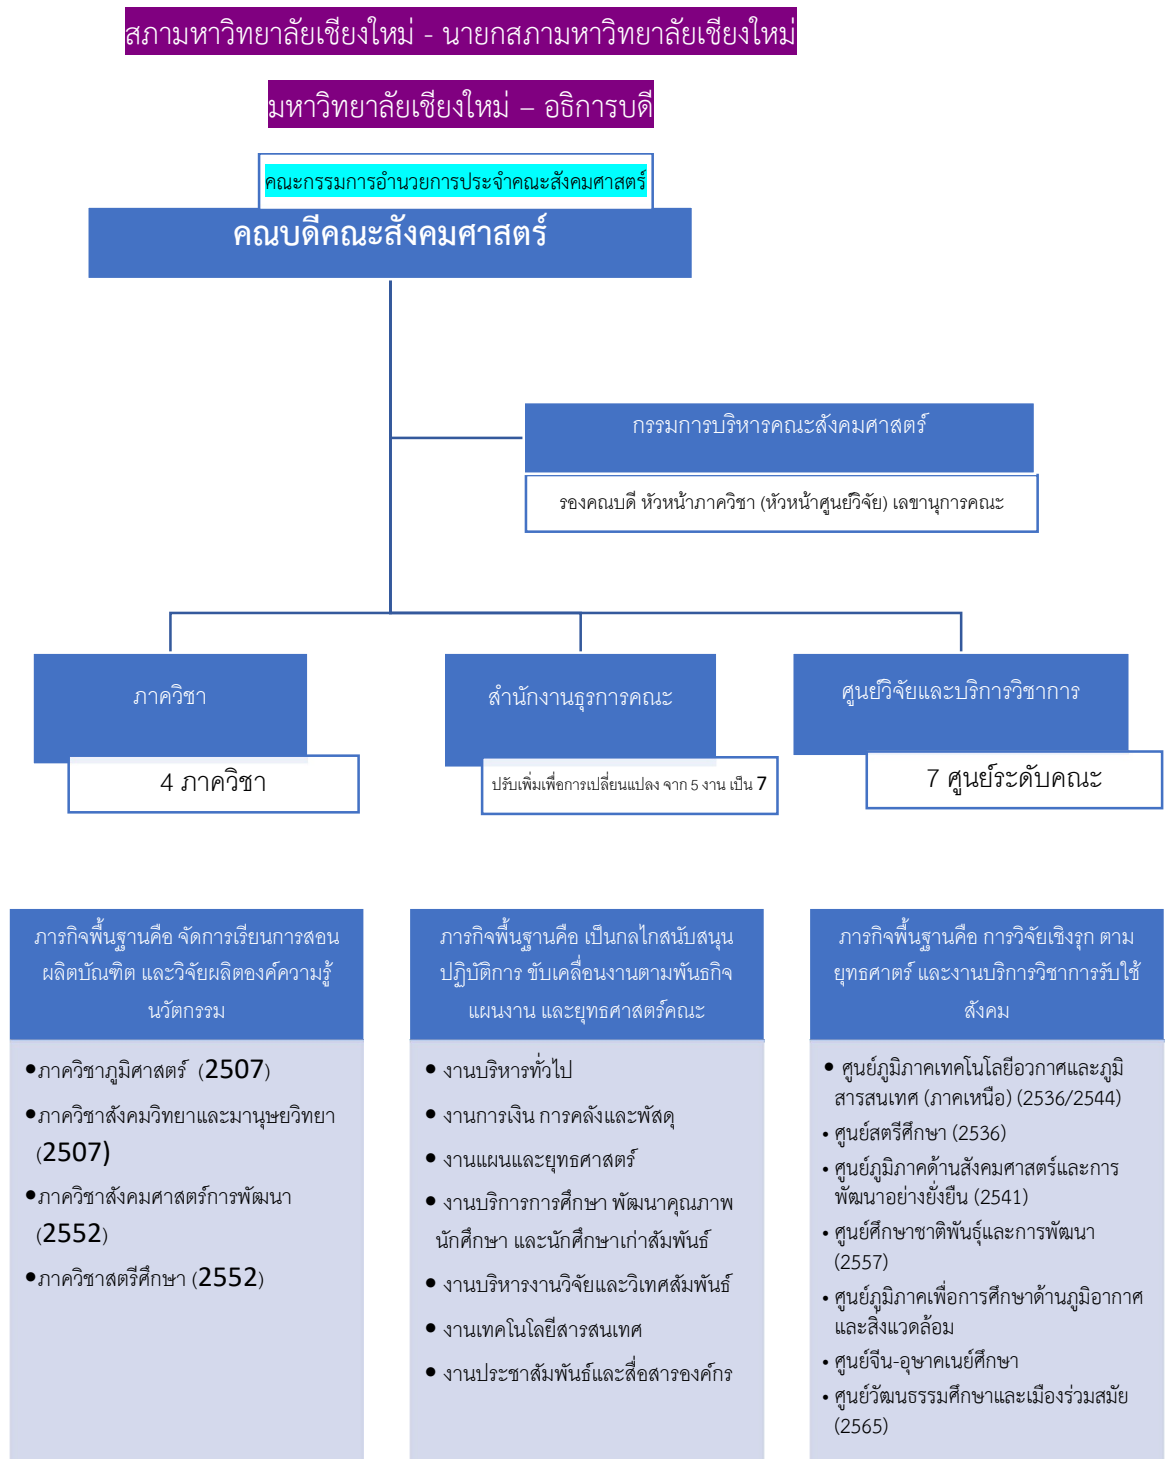 สภามหาวิทยาลัยเชียงใหม่ - นายกสภามหาวิทยาลัยเชียงใหม่
มหาวิทยาลัยเชียงใหม่ – อธิการบดี
คณะกรรมการอำนวยการประจำคณะสังคมศาสตร์
คณบดีคณะสังคมศาสตร์
กรรมการบริหารคณะสังคมศาสตร์
รองคณบดี หัวหน้าภาควิชา (หัวหน้าศูนย์วิจัย) เลขานุการคณะ
ภาควิชา
4 ภาควิชา
สำนักงานธุรการคณะ
ปรับเพิ่มเพื่อการเปลี่ยนแปลง จาก 5 งาน เป็น 7
ศูนย์วิจัยและบริการวิชาการ
7 ศูนย์ระดับคณะ
ภารกิจพื้นฐานคือ จัดการเรียนการสอน
ผลิตบัณฑิต และวิจัยผลิตองค์ความรู้
นวัตกรรม
•ภาควิชาภูมิศาสตร์ (2507)
•ภาควิชาสังคมวิทยาและมานุษยวิทยา
(2507)
•ภาควิชาสังคมศาสตร์การพัฒนา
(2552)
•ภาควิชาสตรีศึกษา (2552)
ภารกิจพื้นฐานคือ เป็นกลไกสนับสนุน
ปฏิบัติการ ขับเคลื่อนงานตามพันธกิจ
แผนงาน และยุทธศาสตร์คณะ
• งานบริหารทั่วไป
• งานการเงิน การคลังและพัสดุ
• งานแผนและยุทธศาสตร์
• งานบริการการศึกษา พัฒนาคุณภาพ
นักศึกษา และนักศึกษาเก่าสัมพันธ์
• งานบริหารงานวิจัยและวิเทศสัมพันธ์
• งานเทคโนโลยีสารสนเทศ
• งานประชาสัมพันธ์และสื่อสารองค์กร
ภารกิจพื้นฐานคือ การวิจัยเชิงรุก ตาม
ยุทธศาตร์ และงานบริการวิชาการรับใช้
สังคม
• ศูนย์ภูมิภาคเทคโนโลยีอวกาศและภูมิ
สารสนเทศ (ภาคเหนือ) (2536/2544)
• ศูนย์สตรีศึกษา (2536)
• ศูนย์ภูมิภาคด้านสังคมศาสตร์และการ
พัฒนาอย่างยั่งยืน (2541)
• ศูนย์ศึกษาชาติพันธุ์และการพัฒนา
(2557)
• ศูนย์ภูมิภาคเพื่อการศึกษาด้านภูมิอากาศ
และสิ่งแวดล้อม
• ศูนย์จีน-อุษาคเนย์ศึกษา
• ศูนย์วัฒนธรรมศึกษาและเมืองร่วมสมัย
(2565)